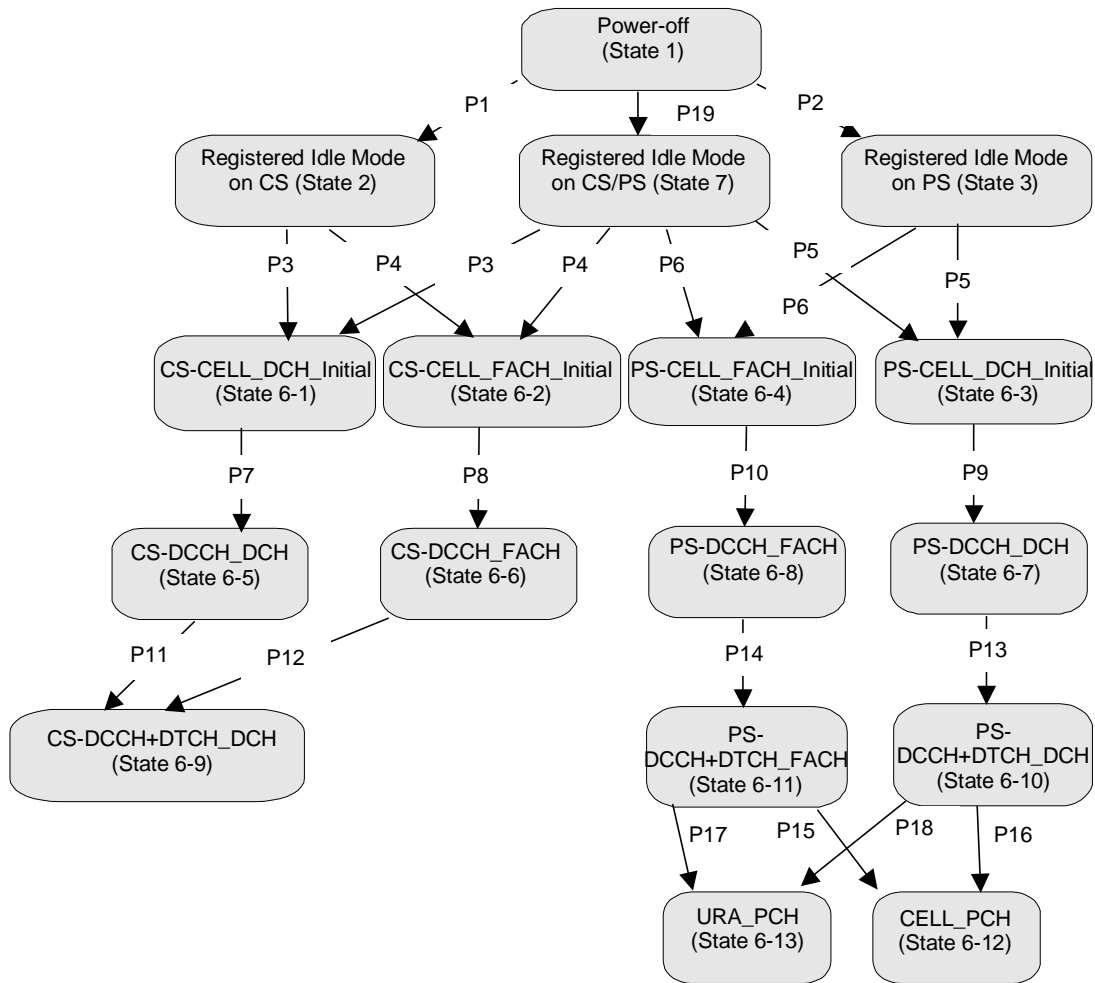 Power-off
(State 1)
P1
P19
P2
Registered Idle Mode
on CS (State 2)
Registered Idle Mode
on CS/PS (State 7)
Registered Idle Mode
on PS (State 3)
P3
P4
P3
P4
P6
P5
P5
P6
CS-CELL_DCH_Initial
(State 6-1)
CS-CELL_FACH_Initial
(State 6-2)
PS-CELL_FACH_Initial
(State 6-4)
PS-CELL_DCH_Initial
(State 6-3)
P7
P8
P10
P9
CS-DCCH_DCH
(State 6-5)
CS-DCCH_FACH
(State 6-6)
PS-DCCH_FACH
(State 6-8)
PS-DCCH_DCH
(State 6-7)
P11
P12
P14
P13
CS-DCCH+DTCH_DCH
(State 6-9)
PS-
DCCH+DTCH_FACH
(State 6-11)
PS-
DCCH+DTCH_DCH
(State 6-10)
P17
P15
P18
P16
URA_PCH
(State 6-13)
CELL_PCH
(State 6-12)